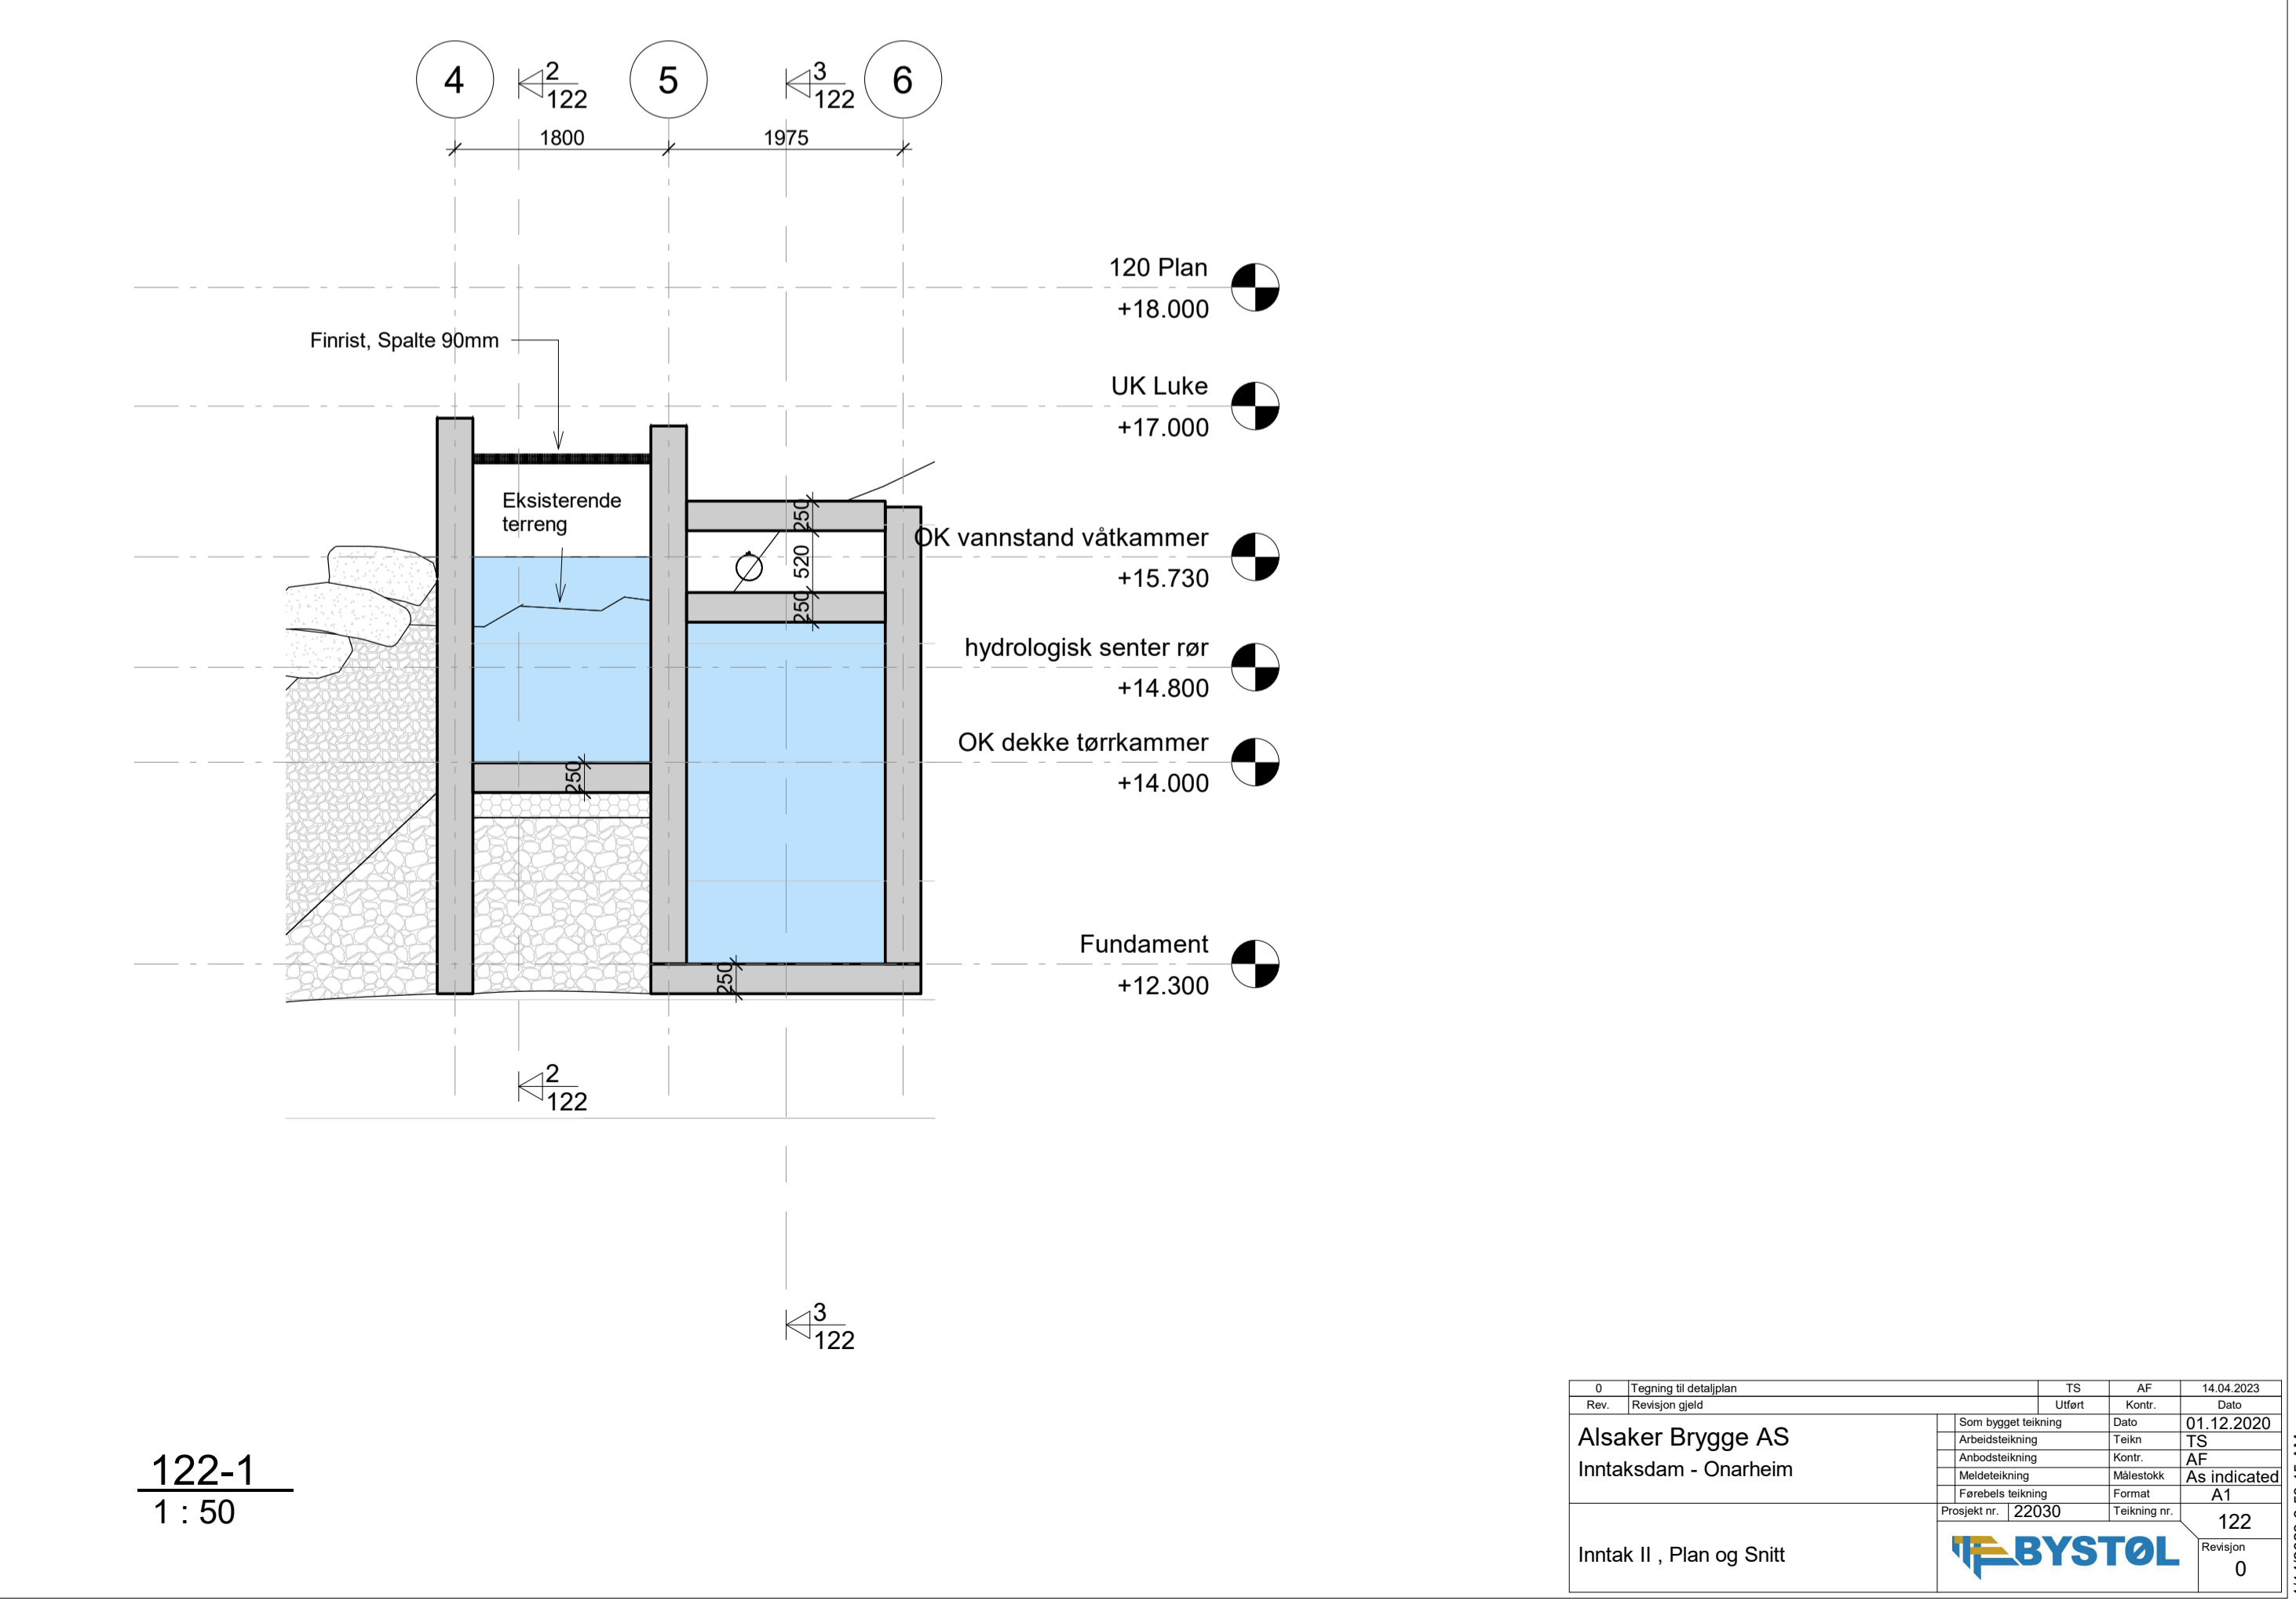 4
2
122
5
3
122
6
1800
1975
120 Plan
+18.000
Finrist, Spalte 90mm
UK Luke
+17.000
Eksisterende
terreng
250
520
250
OK vannstand våtkammer
+15.730
hydrologisk senter rør
+14.800
OK dekke tørrkammer
+14.000
250
Fundament
+12.300
250
2
122
3
122
122-1
1 : 50
0 Tegning til detaljplan TS AF 14.04.2023
Rev. Revisjon gjeld Utført Kontr. Dato
Alsaker Brygge AS
Inntaksdam - Onarheim
Som bygget teikning Dato 01.12.2020
Arbeidsteikning Teikn TS
Anbodsteikning Kontr. AF
Meldeteikning Målestokk As indicated
Førebels teikning Format A1
Prosjekt nr. 22030 Teikning nr. 122
Inntak II , Plan og Snitt
BYSTØL
Revisjon
0